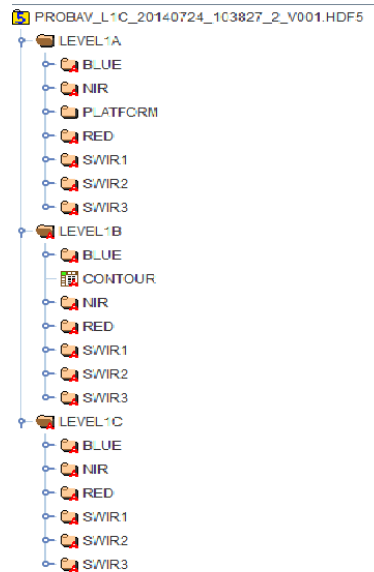 PROBAV_L1C_20140724_103827_2_V001.HDF5
LEVEL1A
BLUE
NIR
PLATFORM
RED
SWIR1
SWIR2
SWIR3
LEVEL1B
BLUE
CONTOUR
NIR
RED
SWIR1
SWIR2
SWIR3
LEVEL1C
BLUE
NIR
RED
SWIR1
SWIR2
SWIR3